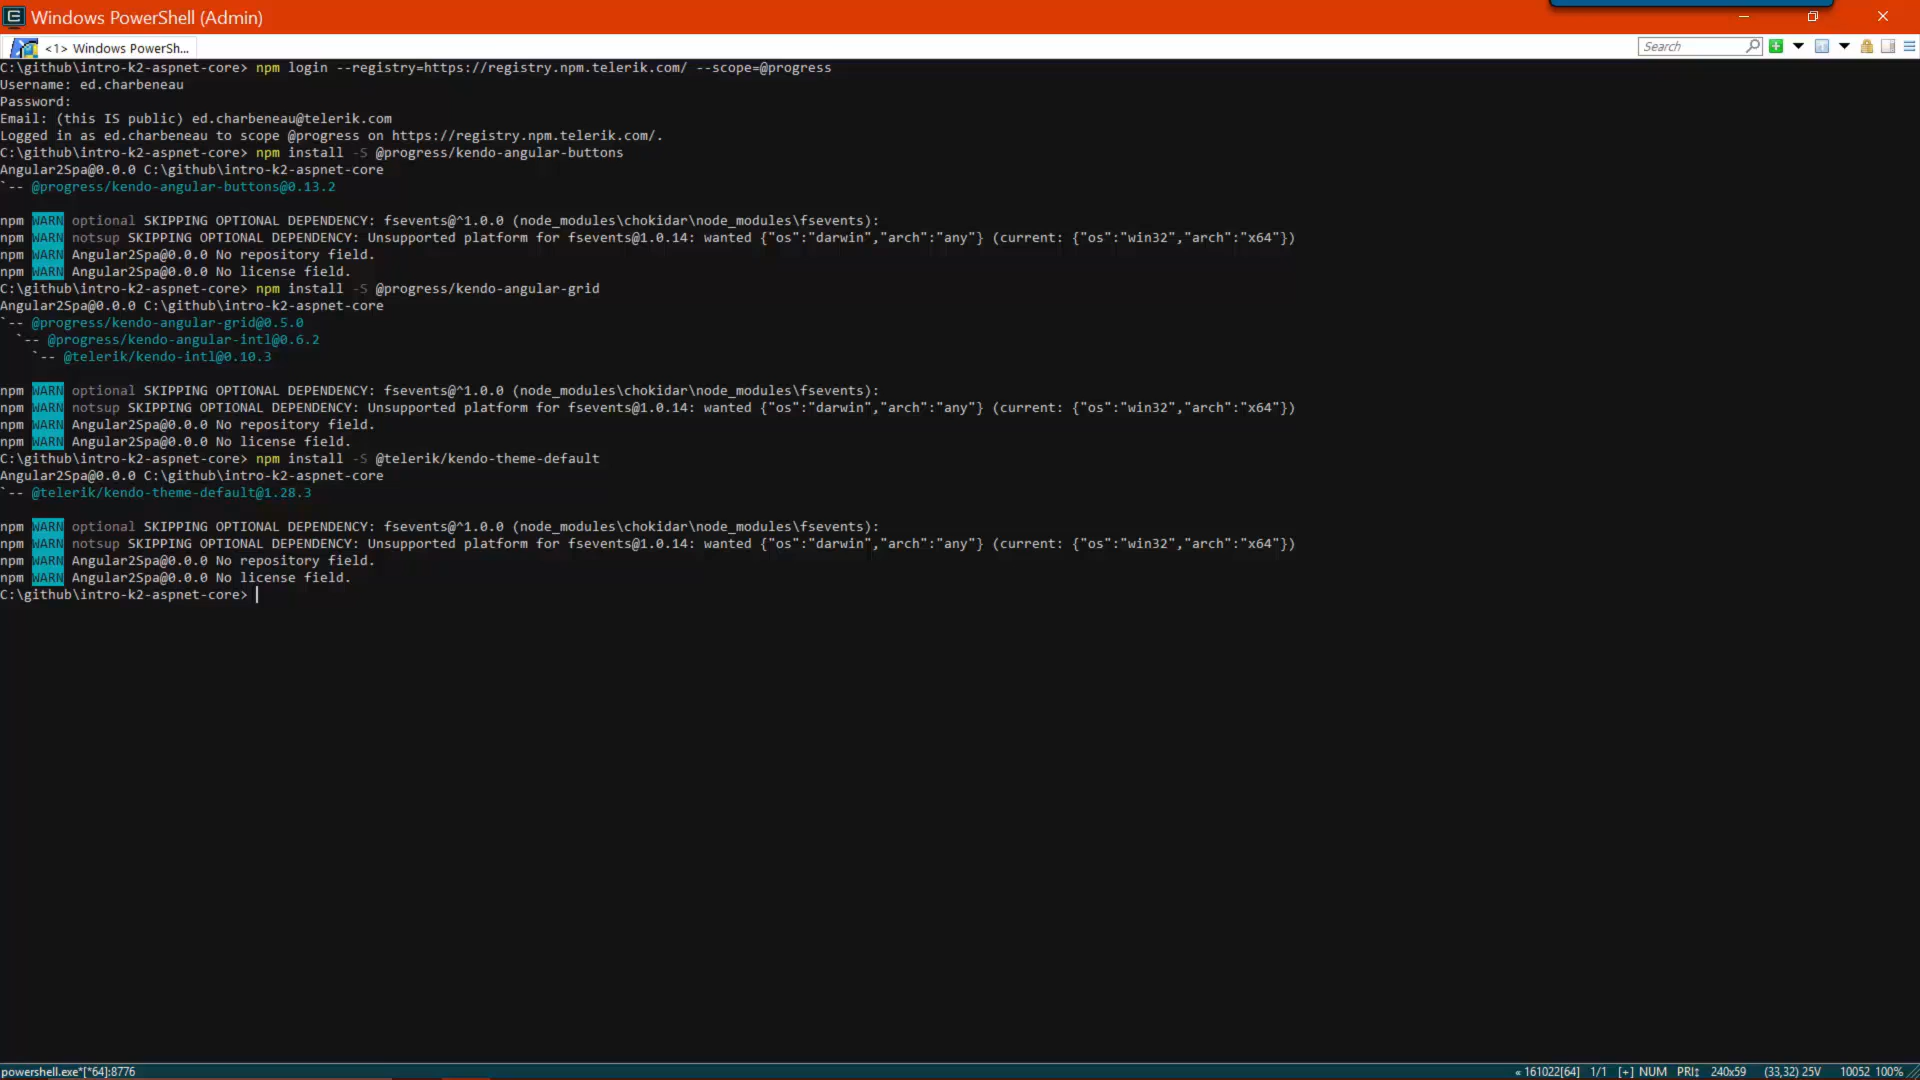 Windows PowerShell (Admin)
<1> Windows PowerSh...
Search
C:\github\intro-k2-aspnet-core> npm login --registry=https://registry.npm.telerik.com/ --scope=@progress
Username: ed.charbeneau
Password:
Email: (this IS public) ed.charbeneau@telerik.com
Logged in as ed.charbeneau to scope @progress on https://registry.npm.telerik.com/.
C:\github\intro-k2-aspnet-core> npm install -S @progress/kendo-angular-buttons
Angular2Spa@0.0.0 C:\github\intro-k2-aspnet-core
`-- @progress/kendo-angular-buttons@0.13.2
npm WARN optional SKIPPING OPTIONAL DEPENDENCY: fsevents@^1.0.0 (node_modules\chokidar\node_modules\fsevents):
npm WARN notsup SKIPPING OPTIONAL DEPENDENCY: Unsupported platform for fsevents@1.0.14: wanted {"os":"darwin","arch":"any"} (current: {"os":"win32","arch":"x64"})
npm WARN Angular2Spa@0.0.0 No repository field.
npm WARN Angular2Spa@0.0.0 No license field.
C:\github\intro-k2-aspnet-core> npm install -S @progress/kendo-angular-grid
Angular2Spa@0.0.0 C:\github\intro-k2-aspnet-core
`-- @progress/kendo-angular-grid@0.5.0
`-- @progress/kendo-angular-intl@0.6.2
`-- @telerik/kendo-intl@0.10.3
npm WARN optional SKIPPING OPTIONAL DEPENDENCY: fsevents@^1.0.0 (node_modules\chokidar\node_modules\fsevents):
npm WARN notsup SKIPPING OPTIONAL DEPENDENCY: Unsupported platform for fsevents@1.0.14: wanted {"os":"darwin","arch":"any"} (current: {"os":"win32","arch":"x64"})
npm WARN Angular2Spa@0.0.0 No repository field.
npm WARN Angular2Spa@0.0.0 No license field.
C:\github\intro-k2-aspnet-core> npm install -S @telerik/kendo-theme-default
Angular2Spa@0.0.0 C:\github\intro-k2-aspnet-core
`-- @telerik/kendo-theme-default@1.28.3
npm WARN optional SKIPPING OPTIONAL DEPENDENCY: fsevents@^1.0.0 (node_modules\chokidar\node_modules\fsevents):
npm WARN notsup SKIPPING OPTIONAL DEPENDENCY: Unsupported platform for fsevents@1.0.14: wanted {"os":"darwin","arch":"any"} (current: {"os":"win32","arch":"x64"})
npm WARN Angular2Spa@0.0.0 No repository field.
npm WARN Angular2Spa@0.0.0 No license field.
C:\github\intro-k2-aspnet-core>
powershell.exe*[*64]:8776 « 161022[64] 1/1 [+] NUM PRI↕ 240x59 (33,32) 25V 10052 100%